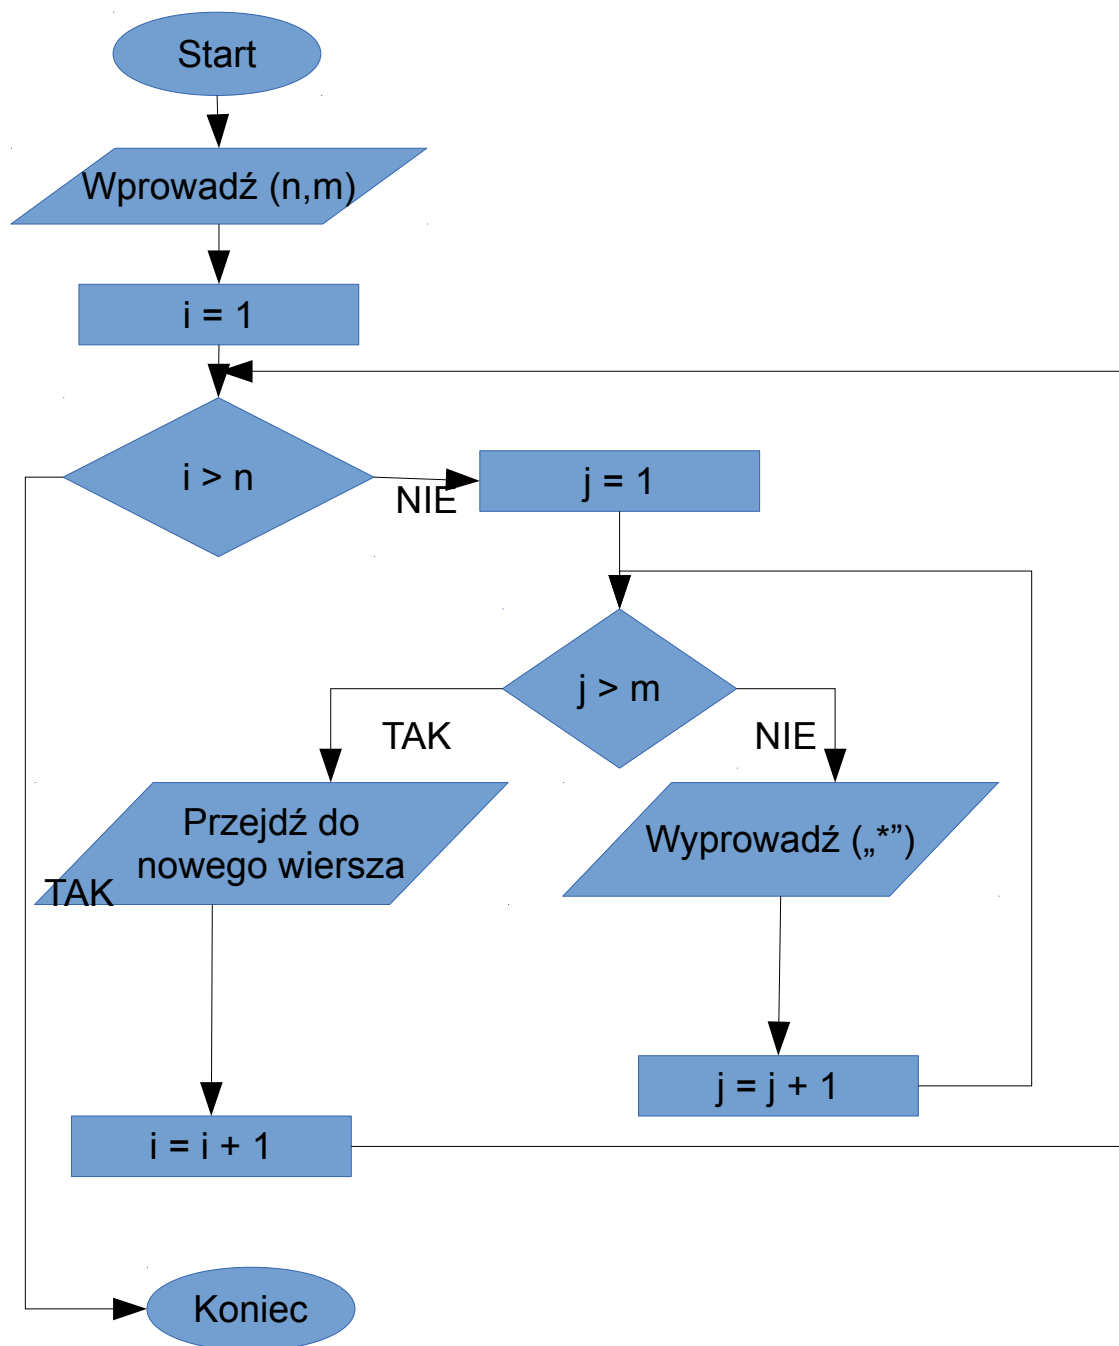 Start
Wprowadź (n,m)
i = 1
i > n
NIE
j = 1
j > m
TAK
NIE
Przejdź do
nowego wiersza
TAK
Wyprowadź („*”)
j = j + 1
i = i + 1
Koniec